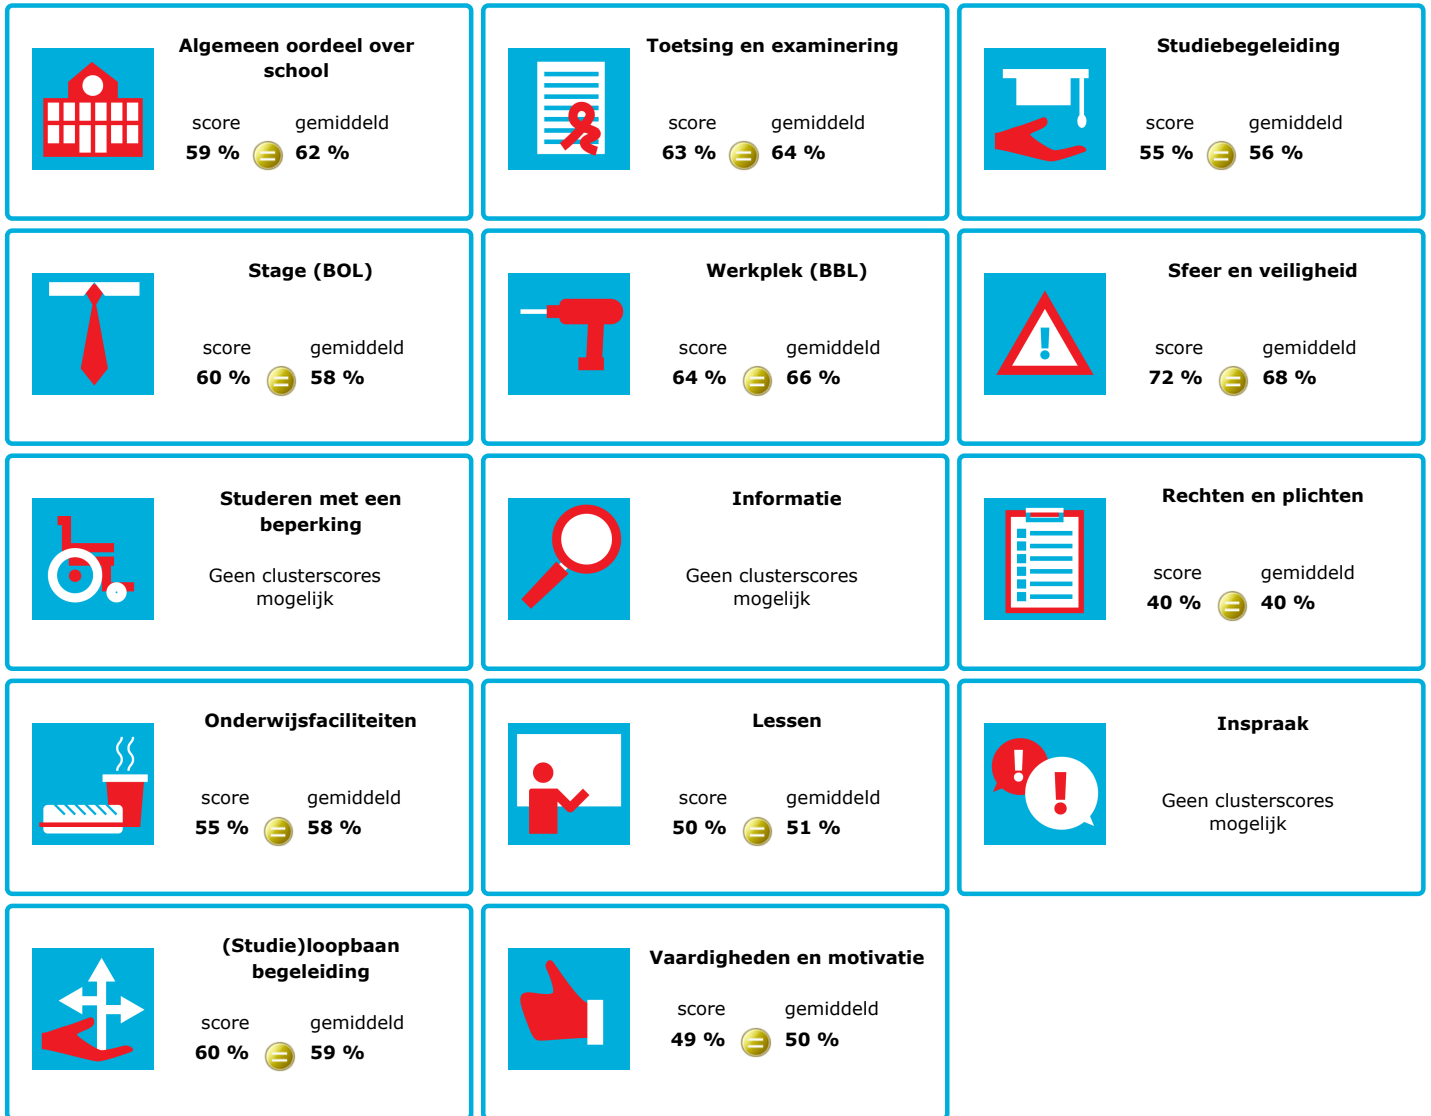 Algemeen oordeel over
school
score gemiddeld
59 % = 62 %
Toetsing en examinering
score gemiddeld
63 % = 64 %
Studiebegeleiding
score gemiddeld
55 % = 56 %
Stage (BOL)
score gemiddeld
60 % = 58 %
Werkplek (BBL)
score gemiddeld
64 % = 66 %
Sfeer en veiligheid
!
score gemiddeld
72 % = 68 %
Studeren met een
beperking
Geen clusterscores
mogelijk
Informatie
Geen clusterscores
mogelijk
Rechten en plichten
score gemiddeld
40 % = 40 %
Onderwijsfaciliteiten
score gemiddeld
55 % = 58 %
Lessen
score gemiddeld
50 % = 51 %
Inspraak
! !
Geen clusterscores
mogelijk
(Studie)loopbaan
begeleiding
score gemiddeld
60 % = 59 %
Vaardigheden en motivatie
score gemiddeld
49 % = 50 %